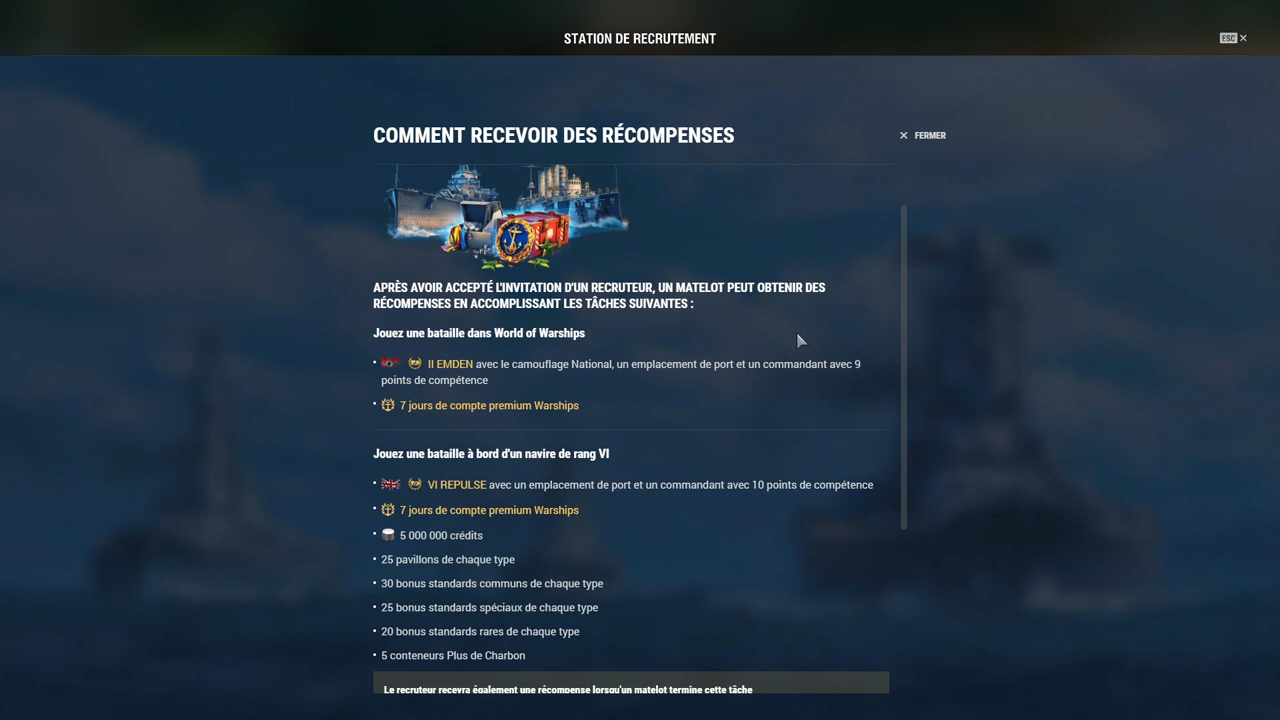 STATION DE RECRUTEMENT
ESC ×
COMMENT RECEVOIR DES RÉCOMPENSES
× FERMER
APRÈS AVOIR ACCEPTÉ L'INVITATION D'UN RECRUTEUR, UN MATELOT PEUT OBTENIR DES
RÉCOMPENSES EN ACCOMPLISSANT LES TÂCHES SUIVANTES :
Jouez une bataille dans World of Warships
• II EMDEN avec le camouflage National, un emplacement de port et un commandant avec 9
points de compétence
• 7 jours de compte premium Warships
Jouez une bataille à bord d'un navire de rang VI
• VI REPULSE avec un emplacement de port et un commandant avec 10 points de compétence
• 7 jours de compte premium Warships
• 5 000 000 crédits
• 25 pavillons de chaque type
• 30 bonus standards communs de chaque type
• 25 bonus standards spéciaux de chaque type
• 20 bonus standards rares de chaque type
• 5 conteneurs Plus de Charbon
Le recruteur recevra également une récompense lorsqu'un matelot termine cette tâche